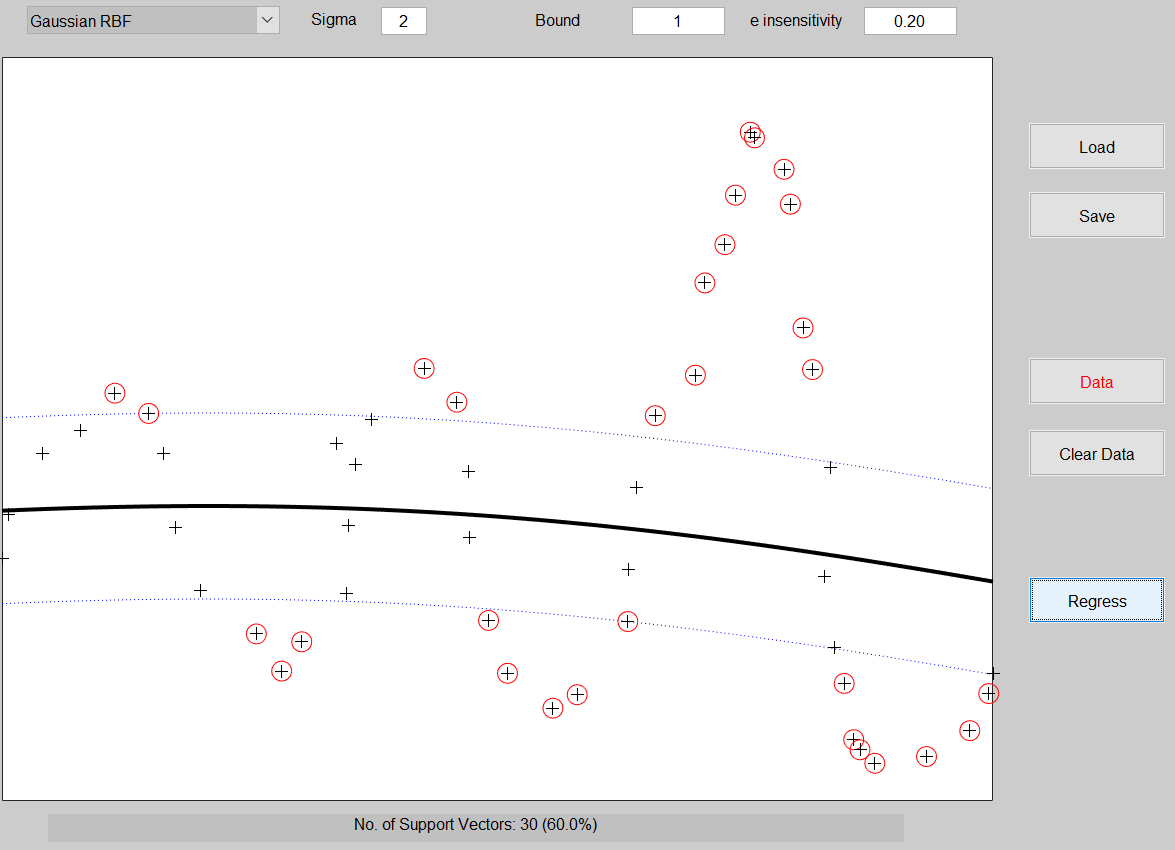 Gaussian RBF Sigma 2 Bound 1 e insensitivity 0.20
Load
Save
Data
Clear Data
Regress
No. of Support Vectors: 30 (60.0%)